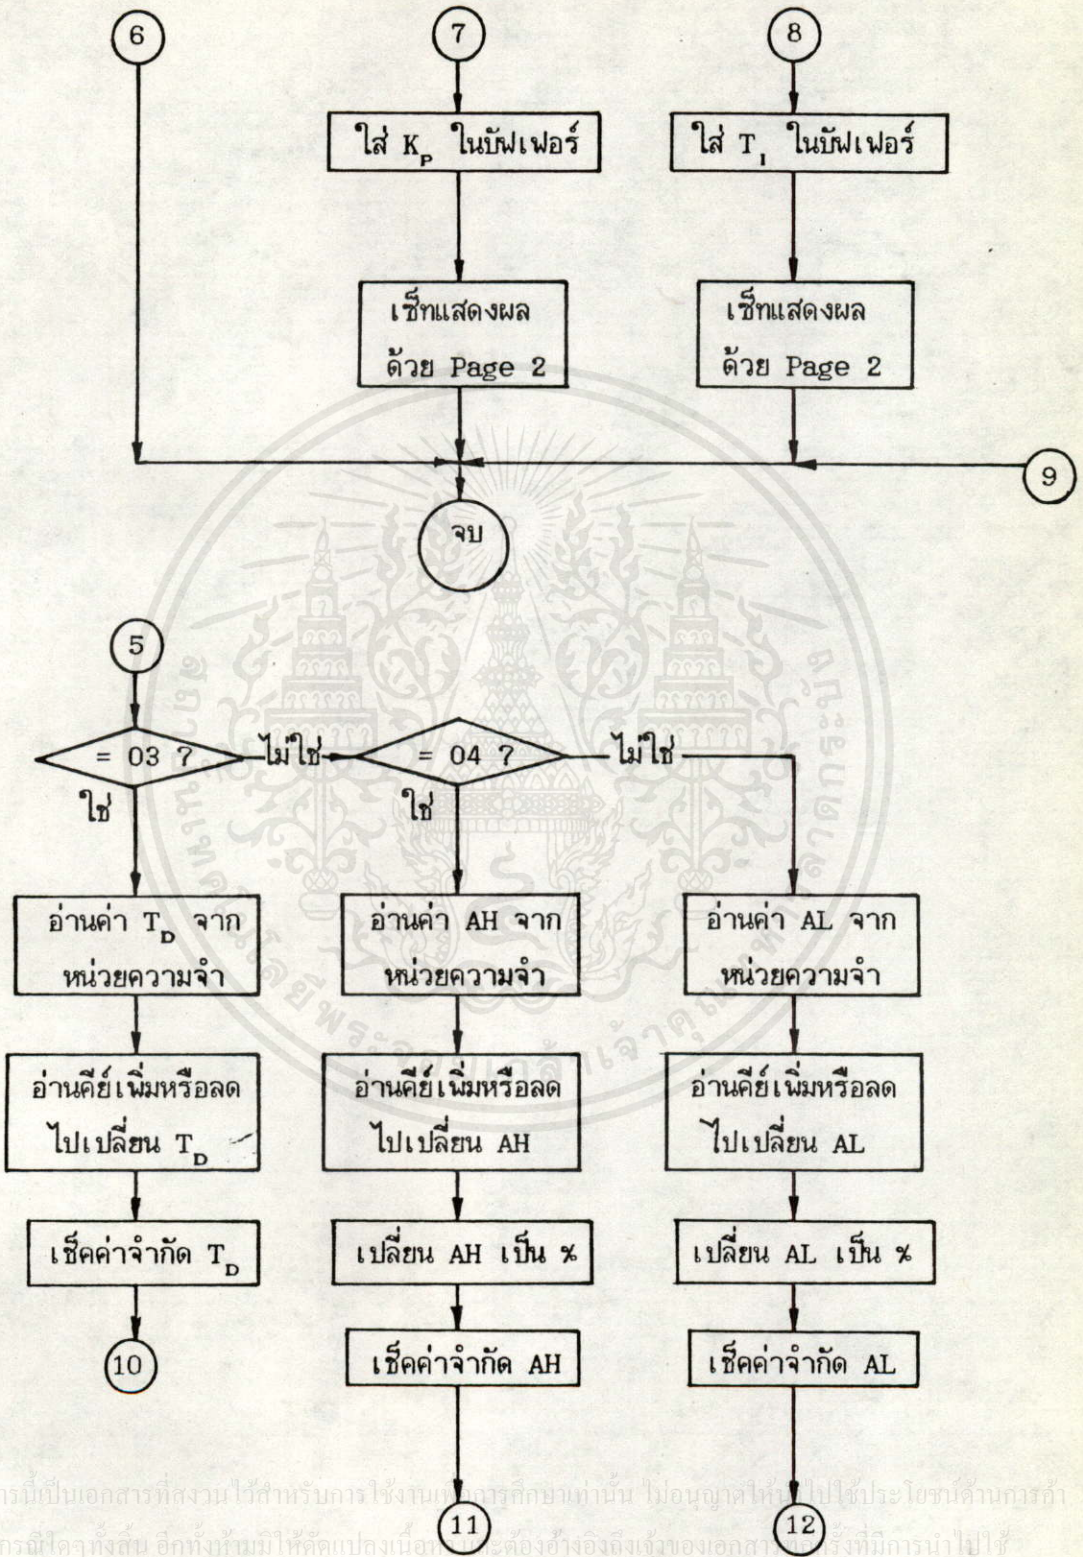 6
7
8
ใส่ K_P ในบัฟเฟอร์
ใส่ T_I ในบัฟเฟอร์
เซ็ทแสดงผล
ด้วย Page 2
เซ็ทแสดงผล
ด้วย Page 2
9
จบ
5
= 03 ?
ไม่ใช่
= 04 ?
ไม่ใช่
ใช่
ใช่
อ่านค่า T_D จาก
หน่วยความจำ
อ่านค่า AH จาก
หน่วยความจำ
อ่านค่า AL จาก
หน่วยความจำ
อ่านคีย์เพิ่มหรือลด
ไปเปลี่ยน T_D
อ่านคีย์เพิ่มหรือลด
ไปเปลี่ยน AH
อ่านคีย์เพิ่มหรือลด
ไปเปลี่ยน AL
เช็คค่าจำกัด T_D
เปลี่ยน AH เป็น %
เปลี่ยน AL เป็น %
10
เช็คค่าจำกัด AH
เช็คค่าจำกัด AL
11
12